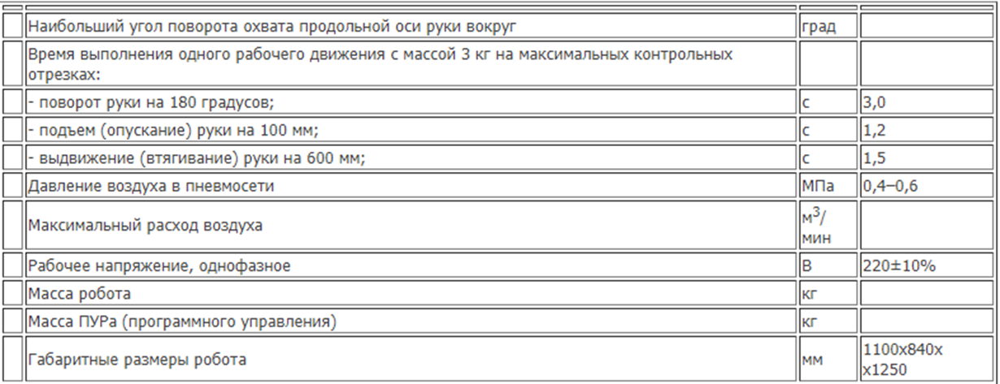 Наибольший угол поворота охвата продольной оси руки вокруг град
Время выполнения одного рабочего движения с массой 3 кг на максимальных контрольных
отрезках:
- поворот руки на 180 градусов; с 3,0
- подъем (опускание) руки на 100 мм; с 1,2
- выдвижение (втягивание) руки на 600 мм; с 1,5
Давление воздуха в пневмосети МПа 0,4–0,6
Максимальный расход воздуха м³/
мин
Рабочее напряжение, однофазное В 220±10%
Масса робота кг
Масса ПУРа (программного управления) кг
Габаритные размеры робота мм 1100х840х
х1250